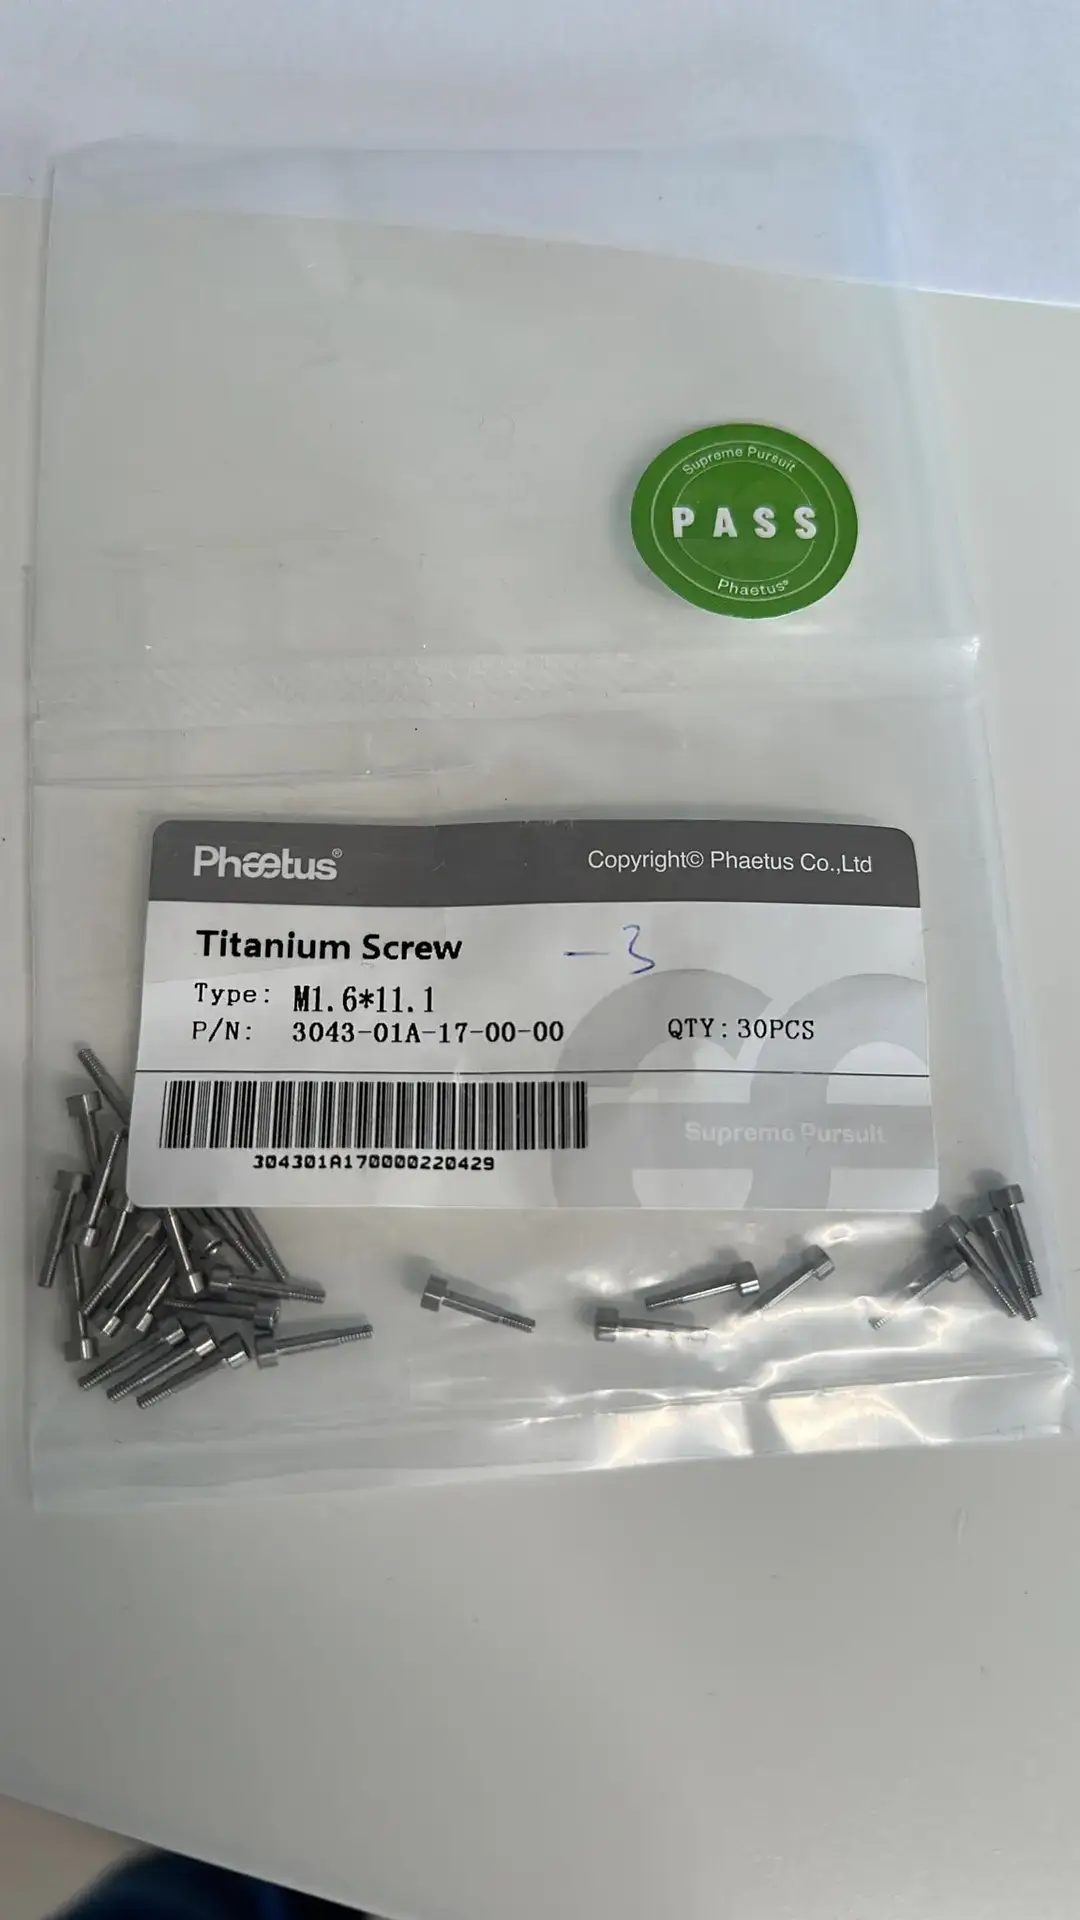 Supreme Pursuit
PASS
Phaetus®
Phaetus®
Copyright© Phaetus Co.,Ltd
Titanium Screw
-3
Type: M1.6*11.1
P/N: 3043-01A-17-00-00
QTY:30PCS
304301A170000220429
Supreme Pursuit